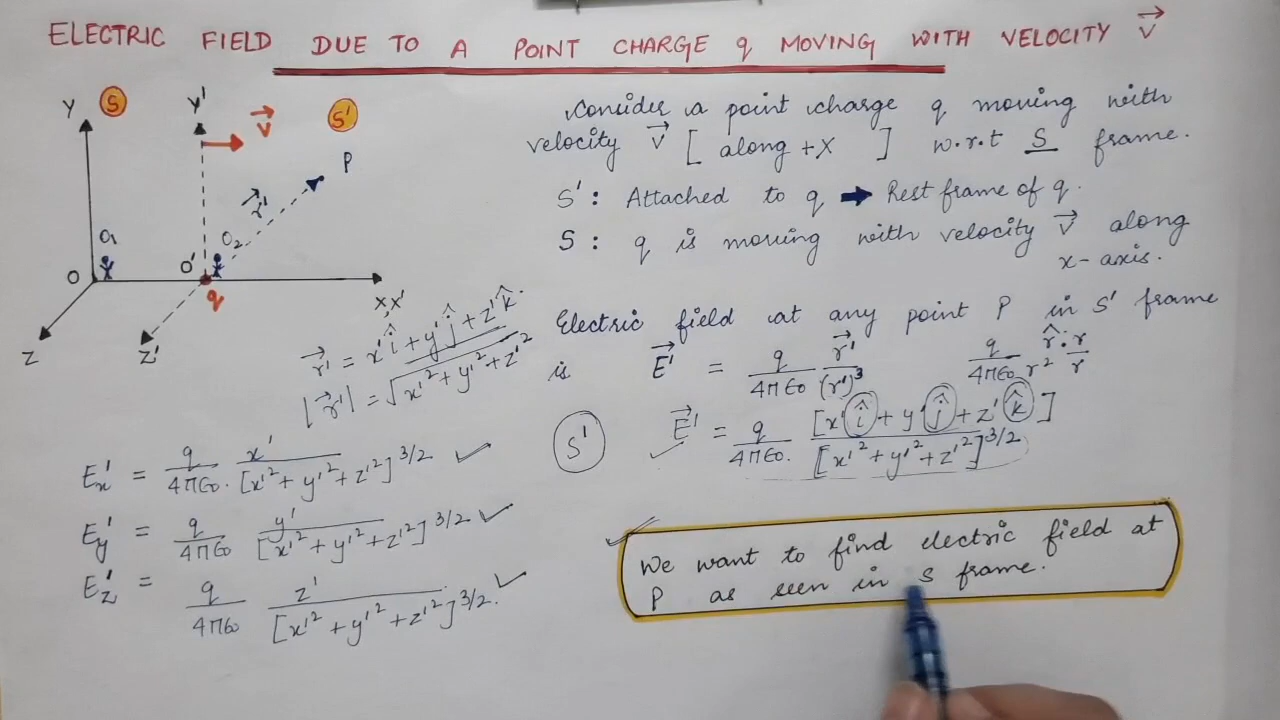 ELECTRIC FIELD DUE TO A POINT CHARGE q MOVING WITH VELOCITY v⃗
Y S Y' v⃗ S'
P
r⃗'
O₁ O₂
O O' q X,X'
Z Z'
Consider a point charge q moving with
velocity v⃗ [along +X] w.r.t S frame.
S': Attached to q → Rest frame of q.
S: q is moving with velocity v⃗ along
x-axis.
r⃗' = x'î + y'ĵ + z'k̂.
|r⃗'| = √x'² + y'² + z'²
Electric field at any point P in S' frame
is E⃗' = q/4πϵ₀ r⃗'/(r')³ q/4πϵ₀ r̂/r² . r/r
S' E⃗' = q/4πϵ₀. [x'î + y'ĵ + z'k̂]/[x'² + y'² + z'²]^3/2
Eₓ' = q/4πϵ₀. x'/[x'² + y'² + z'²]^3/2 ✓
E_y' = q/4πϵ₀ y'/[x'² + y'² + z'²]^3/2 ✓
E_z' = q/4πϵ₀ z'/[x'² + y'² + z'²]^3/2. ✓
We want to find electric field at
P as seen in S frame.